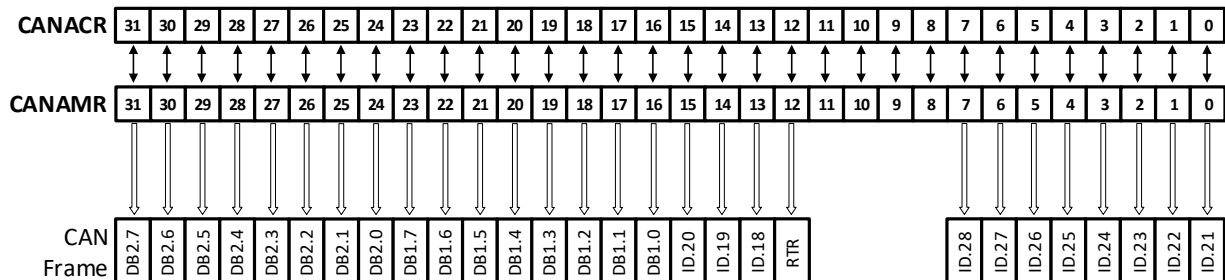 CANACR 31 30 29 28 27 26 25 24 23 22 21 20 19 18 17 16 15 14 13 12 11 10 9 8 7 6 5 4 3 2 1 0
CANAMR 31 30 29 28 27 26 25 24 23 22 21 20 19 18 17 16 15 14 13 12 11 10 9 8 7 6 5 4 3 2 1 0
CAN
Frame
DB2.7 DB2.6 DB2.5 DB2.4 DB2.3 DB2.2 DB2.1 DB2.0 DB1.7 DB1.6 DB1.5 DB1.4 DB1.3 DB1.2 DB1.1 DB1.0 ID.20 ID.19 ID.18 RTR ID.28 ID.27 ID.26 ID.25 ID.24 ID.23 ID.22 ID.21